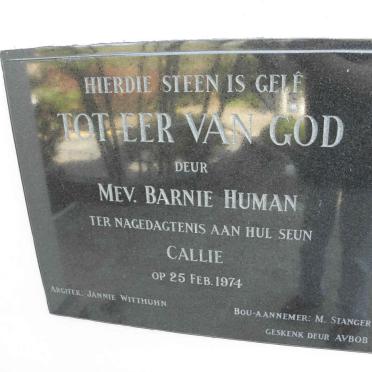 HIERDIE STEEN IS GELÊ
TOT EER VAN GOD
DEUR
MEV. BARNIE HUMAN
TER NAGEDAGTENIS AAN HUL SEUN
CALLIE
OP 25 FEB. 1974
ARGITEK: JANNIE WITTHUHN
BOU-AANNEMER: M. STANGER
GESKENK DEUR AVBOB